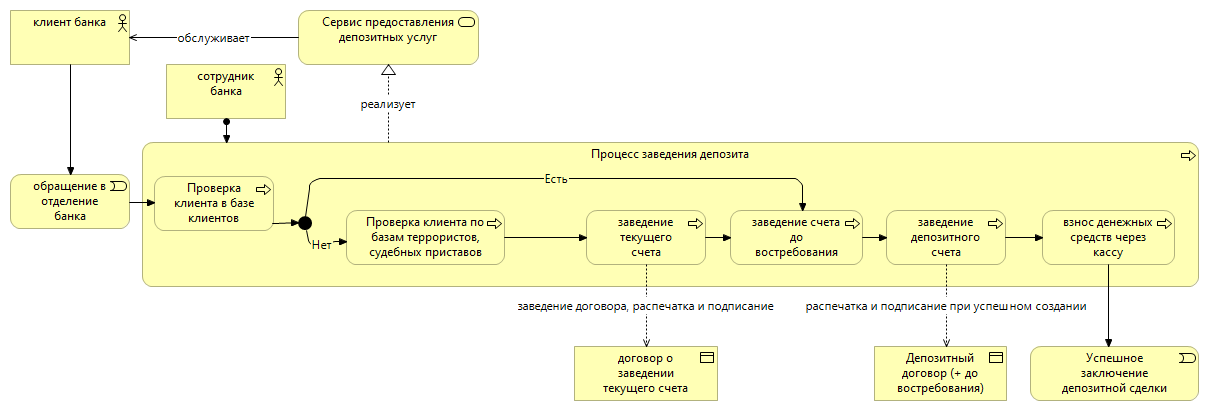 клиент банка
Сервис предоставления
депозитных услуг
обслуживает
сотрудник
банка
реализует
Процесс заведения депозита
обращение в
отделение
банка
Проверка
клиента в базе
клиентов
Есть
Нет
Проверка клиента по
базам террористов,
судебных приставов
заведение
текущего
счета
заведение счета
до
востребования
заведение
депозитного
счета
взнос денежных
средств через
кассу
заведение договора, распечатка и подписание
распечатка и подписание при успешном создании
договор о
заведении
текущего счета
Депозитный
договор (+ до
востребования)
Успешное
заключение
депозитной сделки